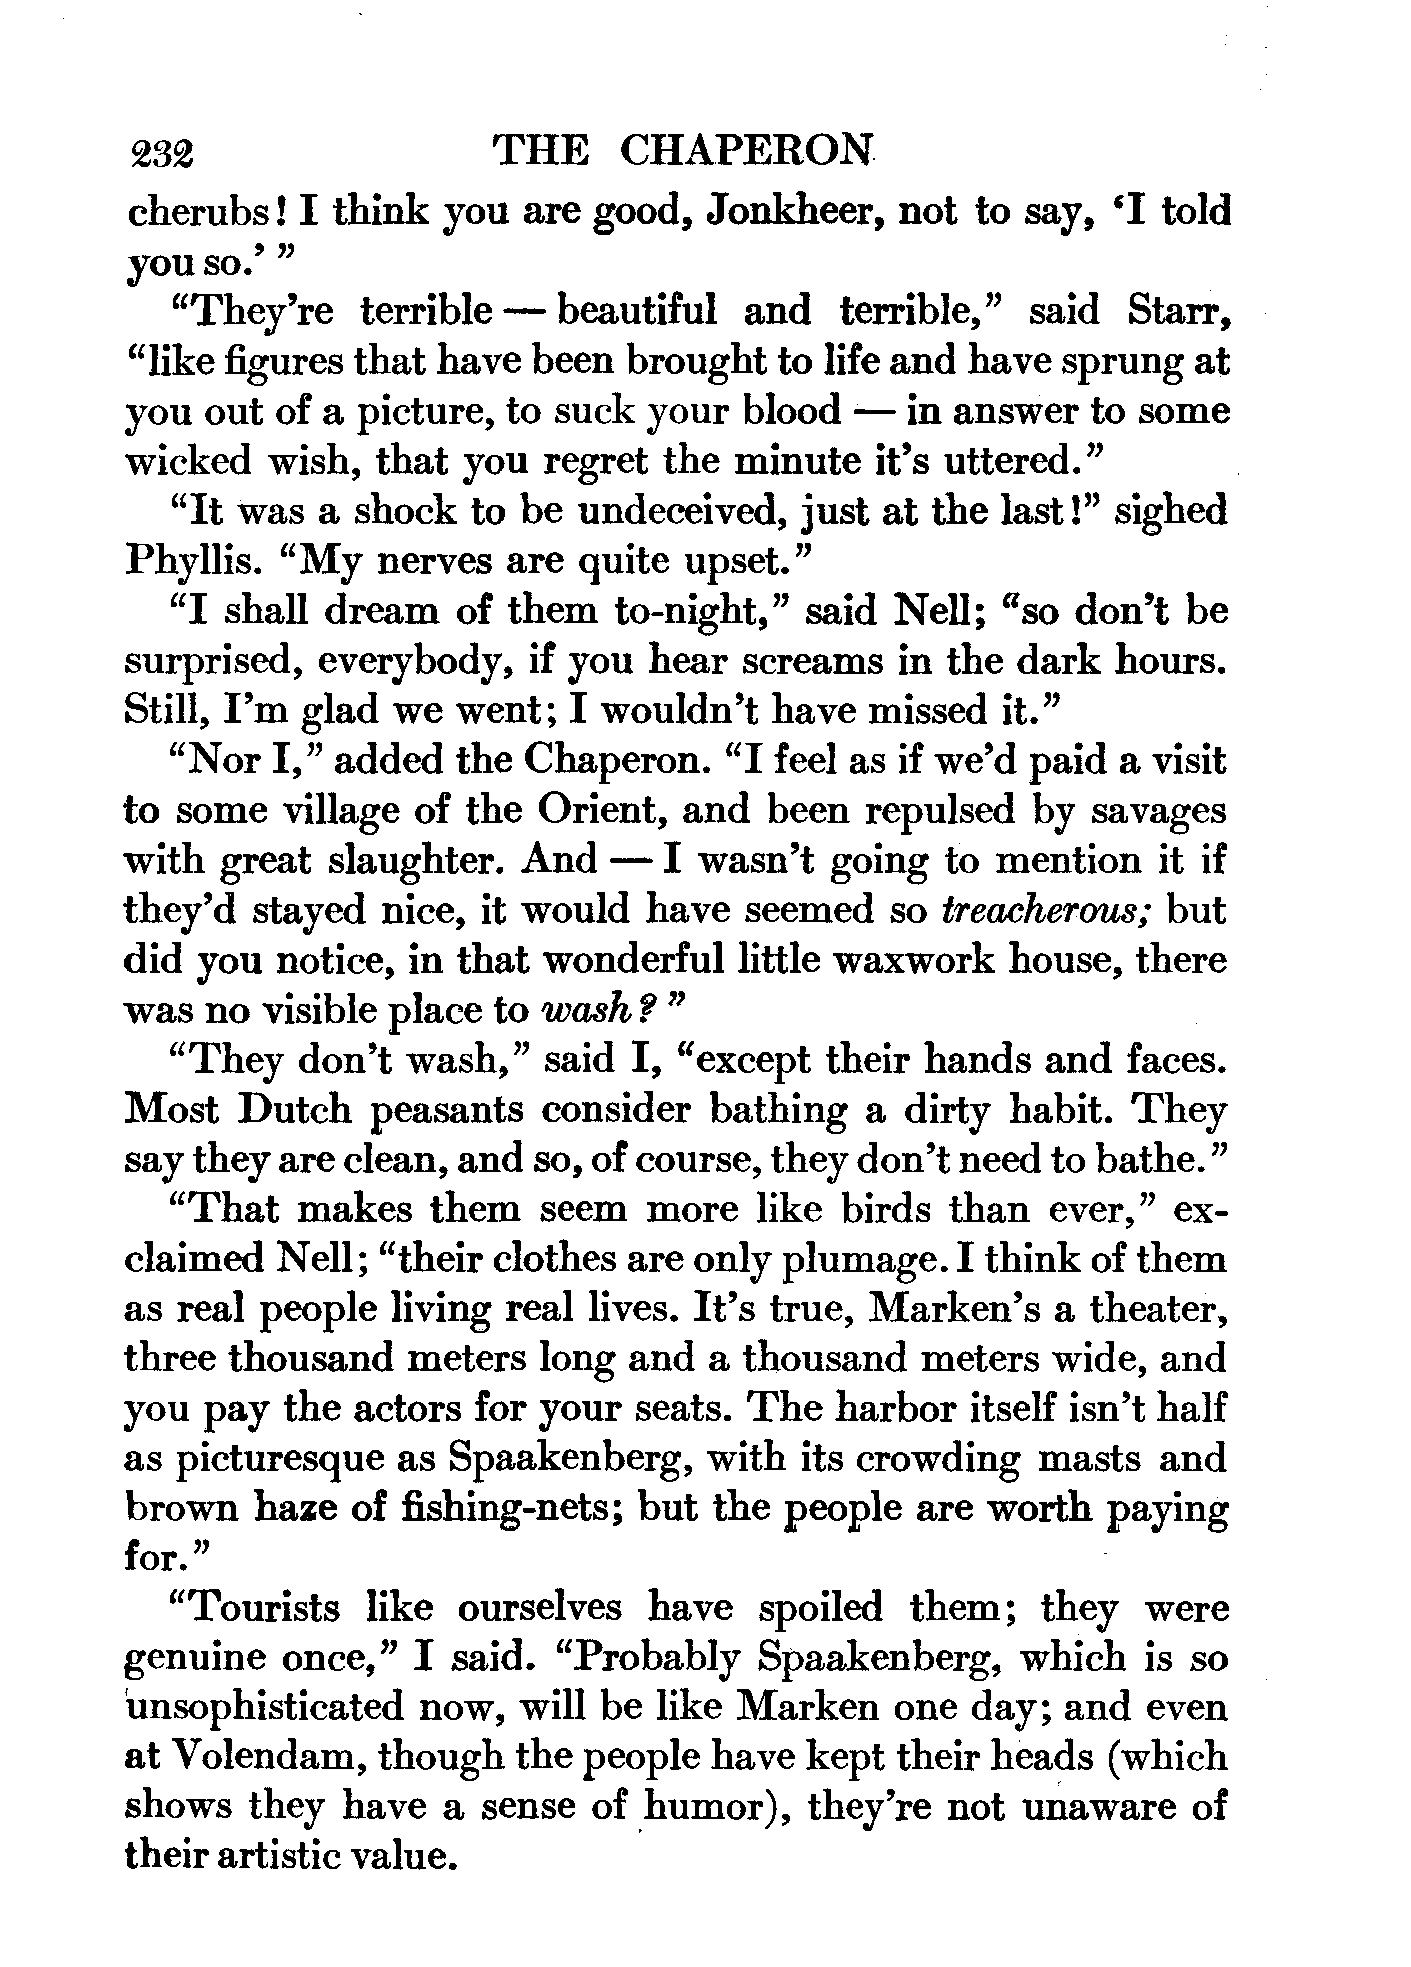 232 THE CHAPERON
cherubs! I think you are good, Jonkheer, not to say, ‘I told
you so.’ ”
“They’re terrible — beautiful and terrible,” said Starr,
“like figures that have been brought to life and have sprung at
you out of a picture, to suck your blood — in answer to some
wicked wish, that you regret the minute it’s uttered.”
“It was a shock to be undeceived, just at the last!” sighed
Phyllis. “My nerves are quite upset.”
“I shall dream of them to-night,” said Nell; “so don’t be
surprised, everybody, if you hear screams in the dark hours.
Still, I’m glad we went; I wouldn’t have missed it.”
“Nor I,” added the Chaperon. “I feel as if we’d paid a visit
to some village of the Orient, and been repulsed by savages
with great slaughter. And — I wasn’t going to mention it if
they’d stayed nice, it would have seemed so treacherous; but
did you notice, in that wonderful little waxwork house, there
was no visible place to wash? ”
“They don’t wash,” said I, “except their hands and faces.
Most Dutch peasants consider bathing a dirty habit. They
say they are clean, and so, of course, they don’t need to bathe.”
“That makes them seem more like birds than ever,” ex-
claimed Nell; “their clothes are only plumage. I think of them
as real people living real lives. It’s true, Marken’s a theater,
three thousand meters long and a thousand meters wide, and
you pay the actors for your seats. The harbor itself isn’t half
as picturesque as Spaakenberg, with its crowding masts and
brown haze of fishing-nets; but the people are worth paying
for.”
“Tourists like ourselves have spoiled them; they were
genuine once,” I said. “Probably Spaakenberg, which is so
unsophisticated now, will be like Marken one day; and even
at Volendam, though the people have kept their heads (which
shows they have a sense of humor), they’re not unaware of
their artistic value.